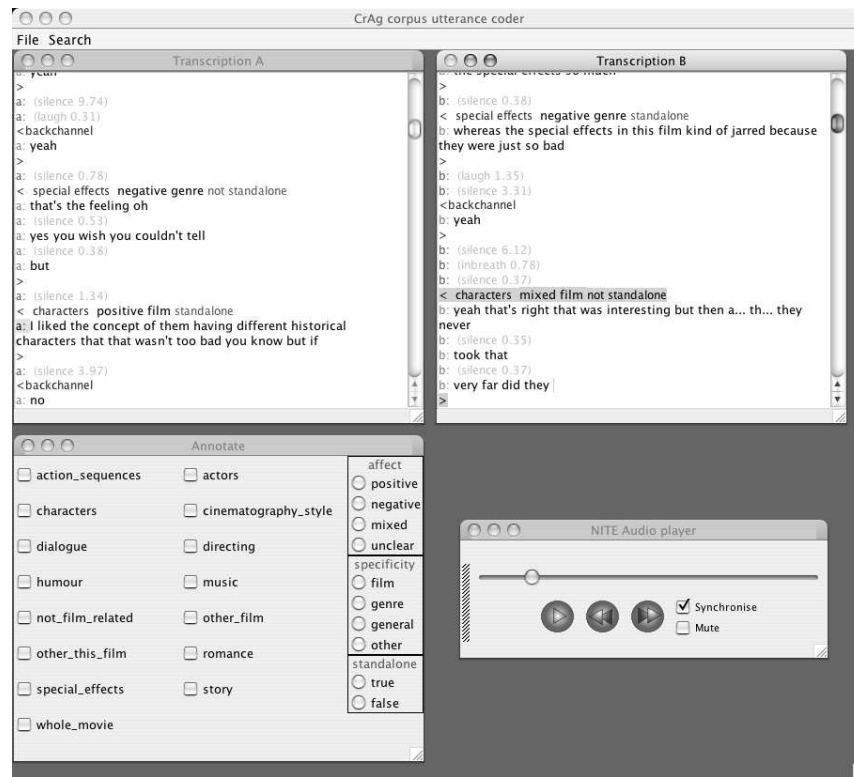 CrAg corpus utterance coder
File Search
Transcription A
a: yeah
>
a: (silence 9.74)
a: (laugh 0.31)
<backchannel
a: yeah
>
a: (silence 0.78)
< special effects negative genre not standalone
a: that's the feeling oh
a: (silence 0.53)
a: yes you wish you couldn't tell
a: (silence 0.38)
a: but
>
a: (silence 1.34)
< characters positive film standalone
a: I liked the concept of them having different historical
characters that that wasn't too bad you know but if
>
a: (silence 3.97)
<backchannel
a: no
Transcription B
b: the special effects so much
>
b: (silence 0.38)
< special effects negative genre standalone
b: whereas the special effects in this film kind of jarred because
they were just so bad
>
b: (laugh 1.35)
b: (silence 3.31)
<backchannel
b: yeah
>
b: (silence 6.12)
b: (inbreath 0.78)
b: (silence 0.37)
< characters mixed film not standalone
b: yeah that's right that was interesting but then a... th... they
never
b: (silence 0.35)
b: took that
b: (silence 0.37)
b: very far did they
>
Annotate
action_sequences
actors
characters
cinematography_style
dialogue
directing
humour
music
not_film_related
other_film
other_this_film
romance
special_effects
story
whole_movie
affect
positive
negative
mixed
unclear
specificity
film
genre
general
other
standalone
true
false
NITE Audio player
Synchronise
Mute